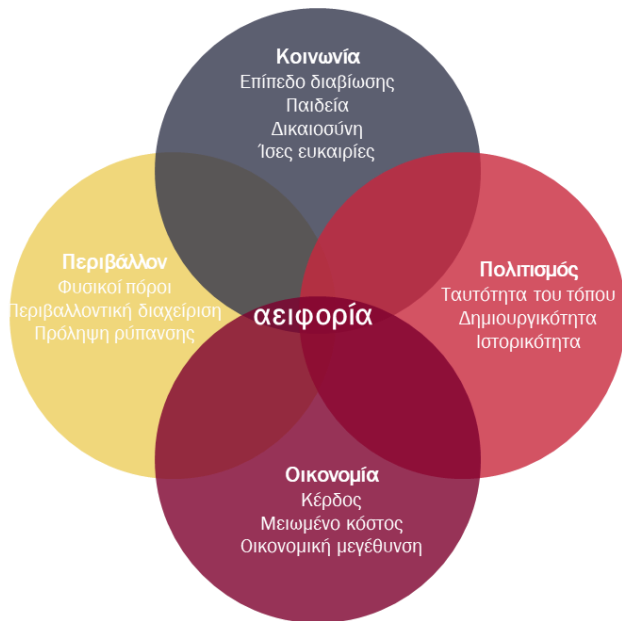 Κοινωνία
Επίπεδο διαβίωσης
Παιδεία
Δικαιοσύνη
Ίσες ευκαιρίες
Περιβάλλον
Φυσικοί πόροι
Περιβαλλοντική διαχείριση
Πρόληψη ρύπανσης
αειφορία
Πολιτισμός
Ταυτότητα του τόπου
Δημιουργικότητα
Ιστορικότητα
Οικονομία
Κέρδος
Μειωμένο κόστος
Οικονομική μεγέθυνση